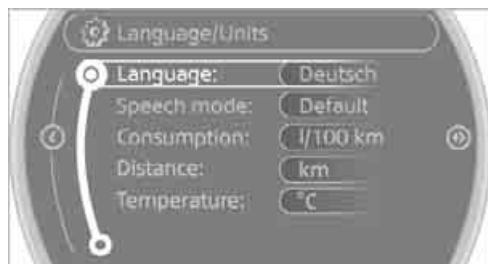 Language/Units
Language: Deutsch
Speech mode: Default
Consumption: l/100 km
Distance: km
Temperature: °C